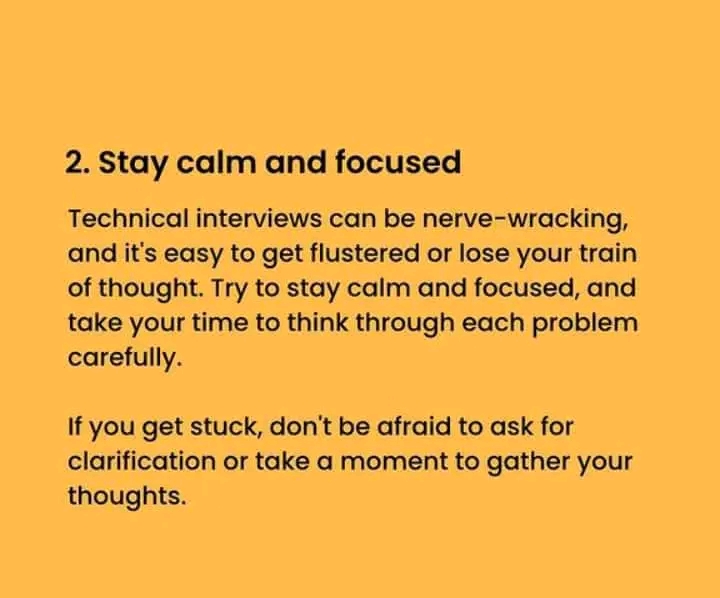 2. Stay calm and focused
Technical interviews can be nerve-wracking,
and it's easy to get flustered or lose your train
of thought. Try to stay calm and focused, and
take your time to think through each problem
carefully.
If you get stuck, don't be afraid to ask for
clarification or take a moment to gather your
thoughts.